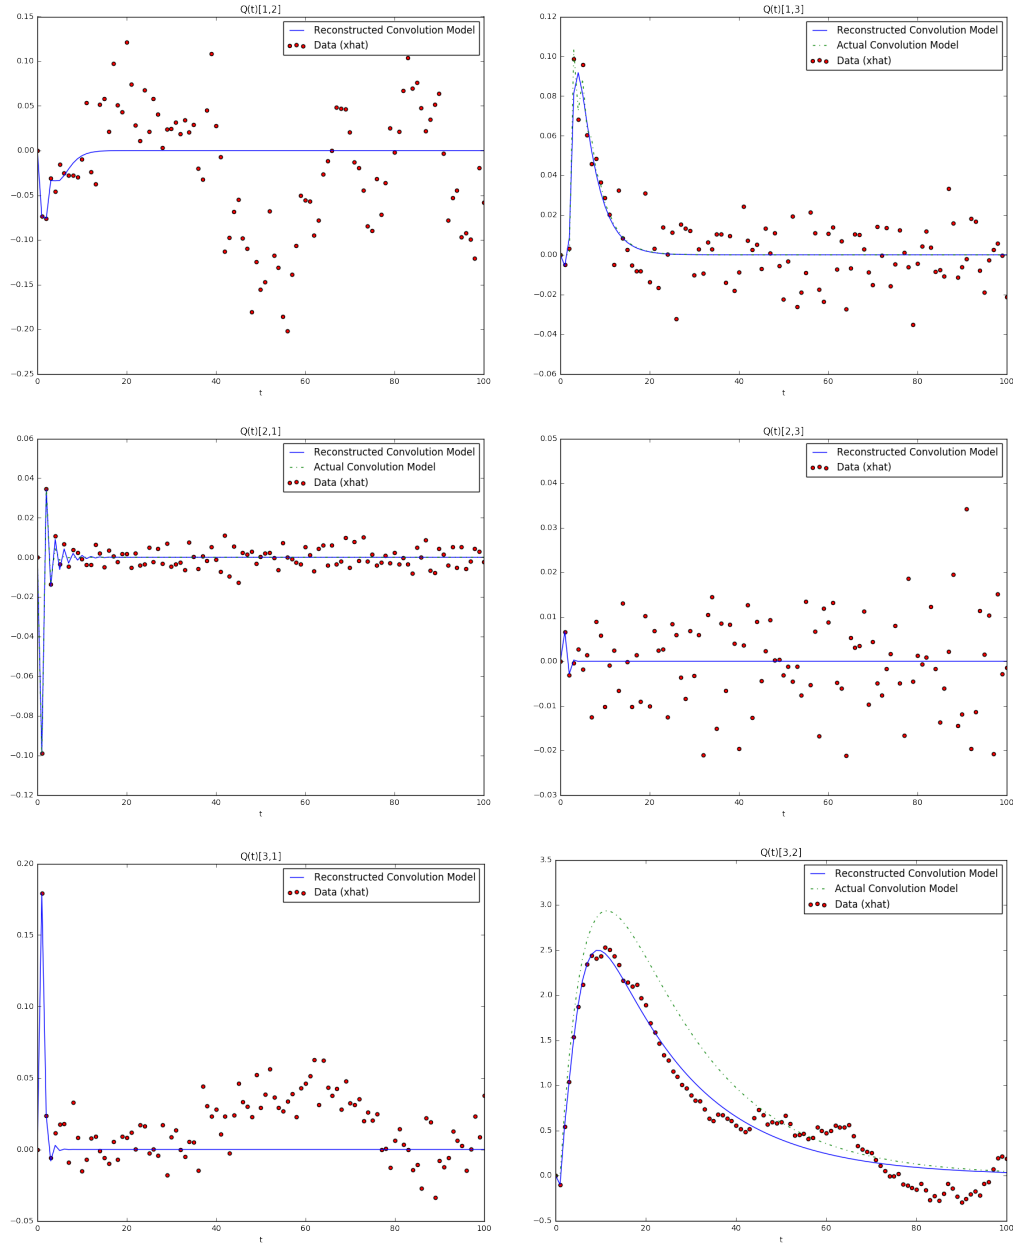 Q(t)[1,2]
Reconstructed Convolution Model
Data (xhat)
0.15
0.10
0.05
0.00
−0.05
−0.10
−0.15
−0.20
−0.25
0 20 40 60 80 100
t
Q(t)[1,3]
Reconstructed Convolution Model
Actual Convolution Model
Data (xhat)
0.12
0.10
0.08
0.06
0.04
0.02
0.00
−0.02
−0.04
−0.06
0 20 40 60 80 100
t
Q(t)[2,1]
Reconstructed Convolution Model
Actual Convolution Model
Data (xhat)
0.06
0.04
0.02
0.00
−0.02
−0.04
−0.06
−0.08
−0.10
−0.12
0 20 40 60 80 100
t
Q(t)[2,3]
Reconstructed Convolution Model
Data (xhat)
0.05
0.04
0.03
0.02
0.01
0.00
−0.01
−0.02
−0.03
0 20 40 60 80 100
t
Q(t)[3,1]
Reconstructed Convolution Model
Data (xhat)
0.20
0.15
0.10
0.05
0.00
−0.05
0 20 40 60 80 100
t
Q(t)[3,2]
Reconstructed Convolution Model
Actual Convolution Model
Data (xhat)
3.5
3.0
2.5
2.0
1.5
1.0
0.5
0.0
−0.5
0 20 40 60 80 100
t